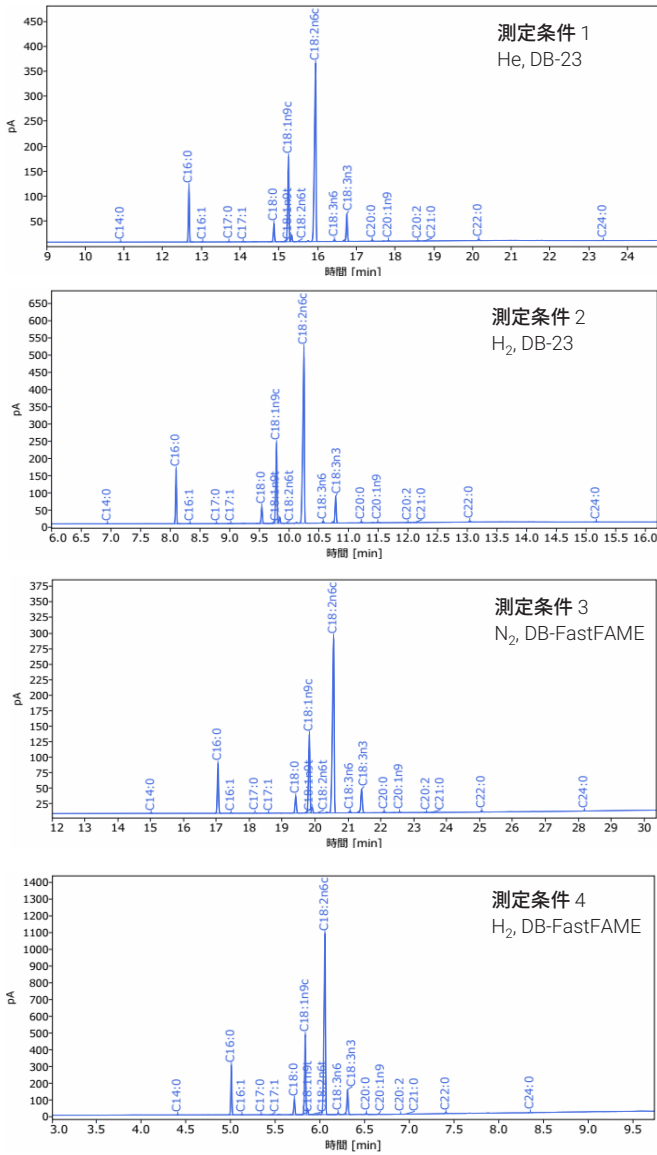 測定条件 1
He, DB-23
pA
450
400
350
300
250
200
150
100
50
C14:0
C16:0
C16:1
C17:0
C17:1
C18:0
C18:1n9c
C18:1n9t
C18:2n6t
C18:2n6c
C18:3n6
C18:3n3
C20:0
C20:1n9
C20:2
C21:0
C22:0
C24:0
9 10 11 12 13 14 15 16 17 18 19 20 21 22 23 24
時間 [min]
測定条件 2
H₂, DB-23
pA
650
600
550
500
450
400
350
300
250
200
150
100
50
0
C14:0
C16:0
C16:1
C17:0
C17:1
C18:0
C18:1n9c
C18:1n9t
C18:2n6t
C18:2n6c
C18:3n6
C18:3n3
C20:0
C20:1n9
C20:2
C21:0
C22:0
C24:0
6.0 6.5 7.0 7.5 8.0 8.5 9.0 9.5 10.0 10.5 11.0 11.5 12.0 12.5 13.0 13.5 14.0 14.5 15.0 15.5 16.0
時間 [min]
測定条件 3
N₂, DB-FastFAME
pA
375
350
325
300
275
250
225
200
175
150
125
100
75
50
25
C14:0
C16:0
C16:1
C17:0
C17:1
C18:0
C18:1n9c
C18:1n9t
C18:2n6t
C18:2n6c
C18:3n6
C18:3n3
C20:0
C20:1n9
C20:2
C21:0
C22:0
C24:0
12 13 14 15 16 17 18 19 20 21 22 23 24 25 26 27 28 29 30
時間 [min]
測定条件 4
H₂, DB-FastFAME
pA
1400
1300
1200
1100
1000
900
800
700
600
500
400
300
200
100
0
C14:0
C16:0
C16:1
C17:0
C17:1
C18:0
C18:1n9c
C18:1n9t
C18:2n6t
C18:2n6c
C18:3n6
C18:3n3
C20:0
C20:1n9
C20:2
C21:0
C22:0
C24:0
3.0 3.5 4.0 4.5 5.0 5.5 6.0 6.5 7.0 7.5 8.0 8.5 9.0 9.5
時間 [min]